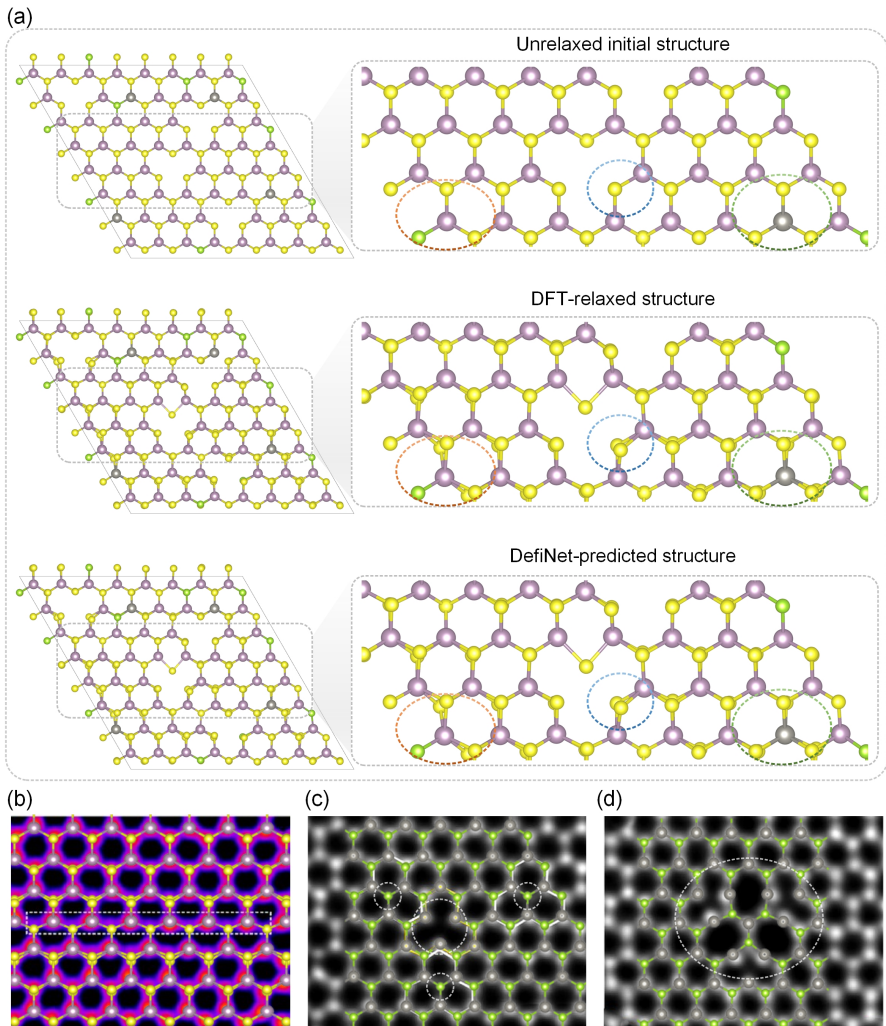 (a)
Unrelaxed initial structure
DFT-relaxed structure
DefiNet-predicted structure
(b)
(c)
(d)